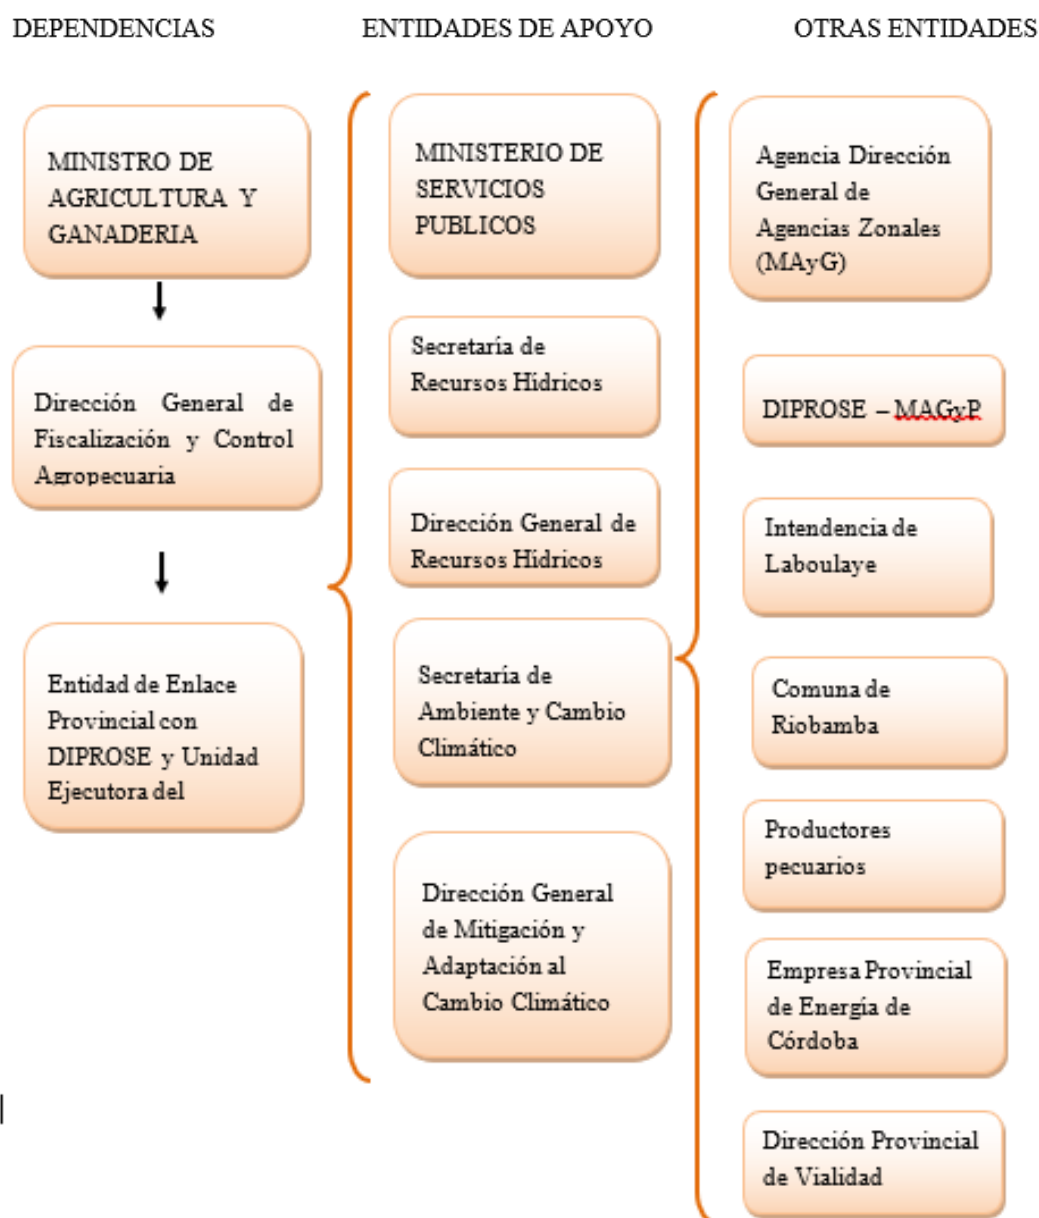 DEPENDENCIAS
ENTIDADES DE APOYO
OTRAS ENTIDADES
MINISTRO DE
AGRICULTURA Y
GANADERIA
Dirección General de
Fiscalización y Control
Agropecuaria
Entidad de Enlace
Provincial con
DIPROSE y Unidad
Ejecutora del
MINISTERIO DE
SERVICIOS
PUBLICOS
Secretaría de
Recursos Hídricos
Dirección General de
Recursos Hídricos
Secretaría de
Ambiente y Cambio
Climático
Dirección General
de Mitigación y
Adaptación al
Cambio Climático
Agencia Dirección
General de
Agencias Zonales
(MAyG)
DIPROSE – MAGyP
Intendencia de
Laboulaye
Comuna de
Riobamba
Productores
pecuarios
Empresa Provincial
de Energía de
Córdoba
Dirección Provincial
de Vialidad